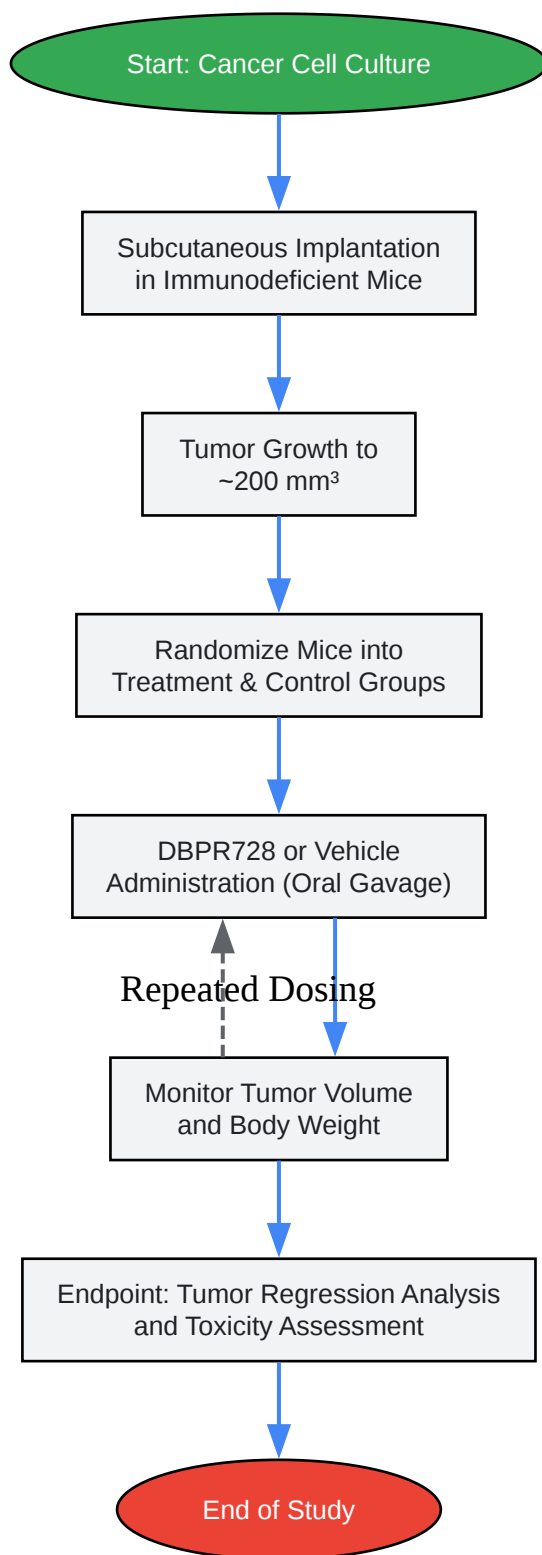 Start: Cancer Cell Culture
Subcutaneous Implantation
in Immunodeficient Mice
Tumor Growth to
~200 mm³
Randomize Mice into
Treatment & Control Groups
DBPR728 or Vehicle
Administration (Oral Gavage)
Repeated Dosing
Monitor Tumor Volume
and Body Weight
Endpoint: Tumor Regression Analysis
and Toxicity Assessment
End of Study